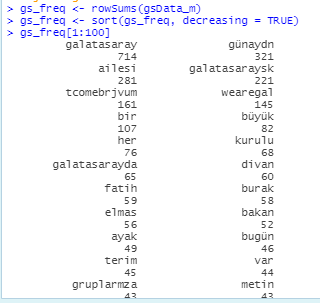 > gs_freq <- rowSums(gsData_m)
> gs_freq <- sort(gs_freq, decreasing = TRUE)
> gs_freq[1:100]
galatasaray günaydn
714 321
ailesi galatasaraysk
281 221
tcomebrjvum wearegal
161 145
bir büyük
107 82
her kurulu
76 68
galatasarayda divan
65 60
fatih burak
59 58
elmas bakan
56 52
ayak bugün
49 46
terim var
45 44
gruplarmza metin
43 43